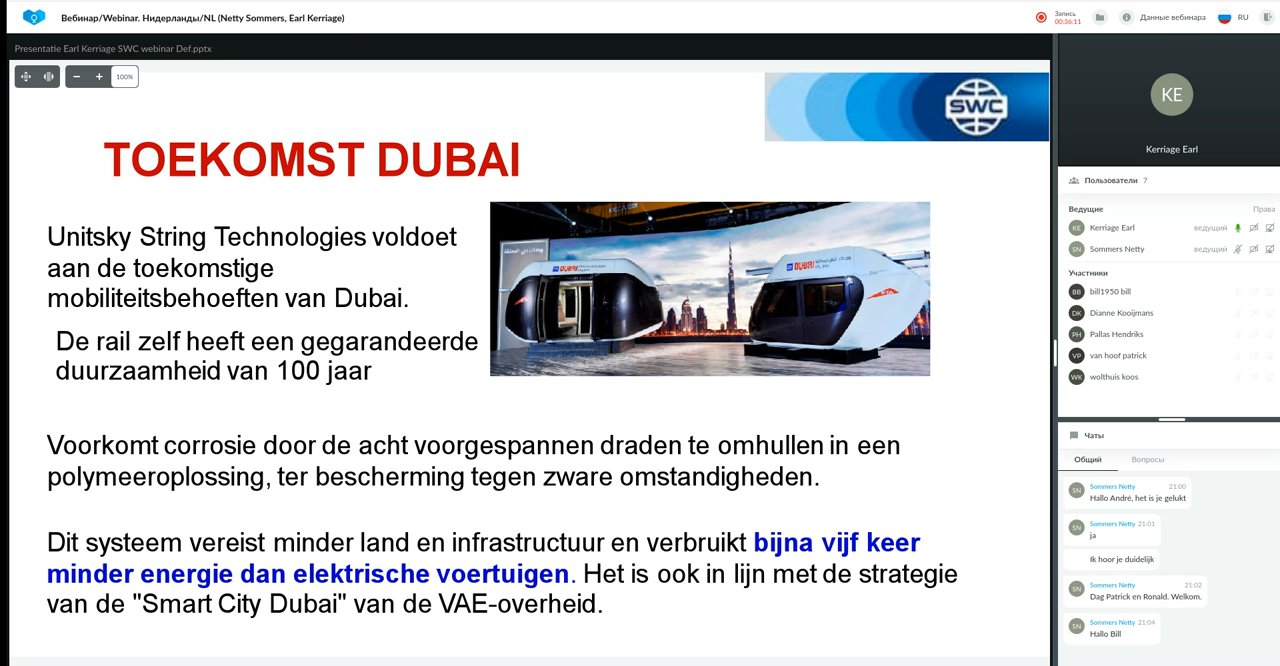 Вебинар/Webinar. Нидерланды/NL (Netty Sommers, Earl Kerriage)
Запись
00:36:11
Данные вебинара
RU
Presentatie Earl Kerriage SWC webinar Def.pptx
100%
SWC
TOEKOMST DUBAI
Unitsky String Technologies voldoet
aan de toekomstige
mobiliteitsbehoeften van Dubai.
De rail zelf heeft een gegarandeerde
duurzaamheid van 100 jaar
DUBAI
DUBAI
Voorkomt corrosie door de acht voorgespannen draden te omhullen in een
polymeeroplossing, ter bescherming tegen zware omstandigheden.
Dit systeem vereist minder land en infrastructuur en verbruikt bijna vijf keer
minder energie dan elektrische voertuigen. Het is ook in lijn met de strategie
van de "Smart City Dubai" van de VAE-overheid.
KE
Kerriage Earl
Пользователи 7
Ведущие Права
KE Kerriage Earl ведущий
SN Sommers Netty ведущий
Участники
BB bill1950 bill
DK Dianne Kooijmans
PH Pallas Hendriks
VP van hoof patrick
WK wolthuis koos
Чаты
Общий Вопросы
SN Sommers Netty 21:00
Hallo André, het is je gelukt
SN Sommers Netty 21:01
ja
Ik hoor je duidelijk
SN Sommers Netty 21:02
Dag Patrick en Ronald. Welkom.
SN Sommers Netty 21:04
Hallo Bill